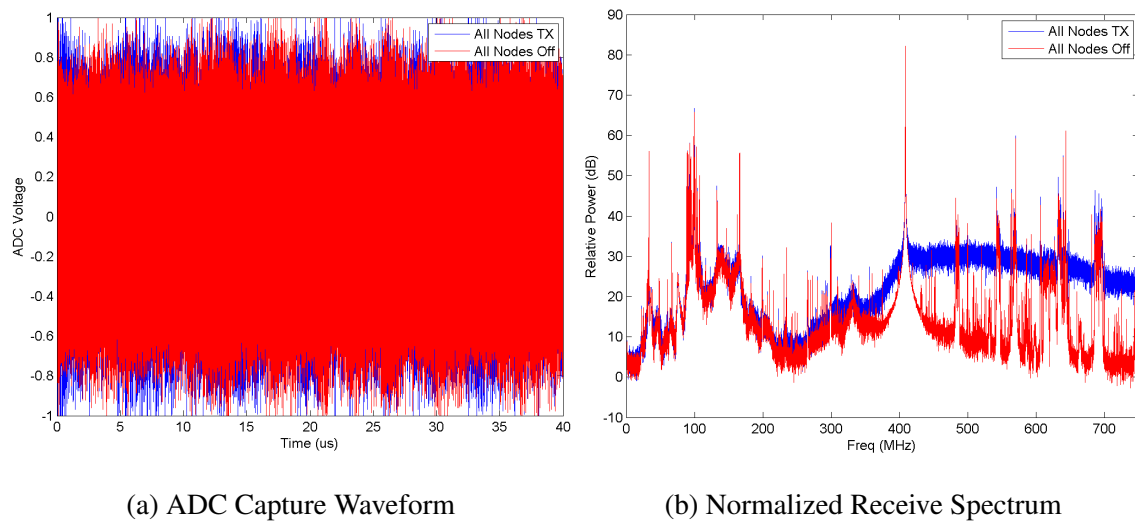 1
0.8
0.6
0.4
0.2
0
-0.2
-0.4
-0.6
-0.8
-1
ADC Voltage
0 5 10 15 20 25 30 35 40
Time (us)
All Nodes TX
All Nodes Off
90
80
70
60
50
40
30
20
10
0
-10
Relative Power (dB)
0 100 200 300 400 500 600 700
Freq (MHz)
All Nodes TX
All Nodes Off
(a) ADC Capture Waveform
(b) Normalized Receive Spectrum